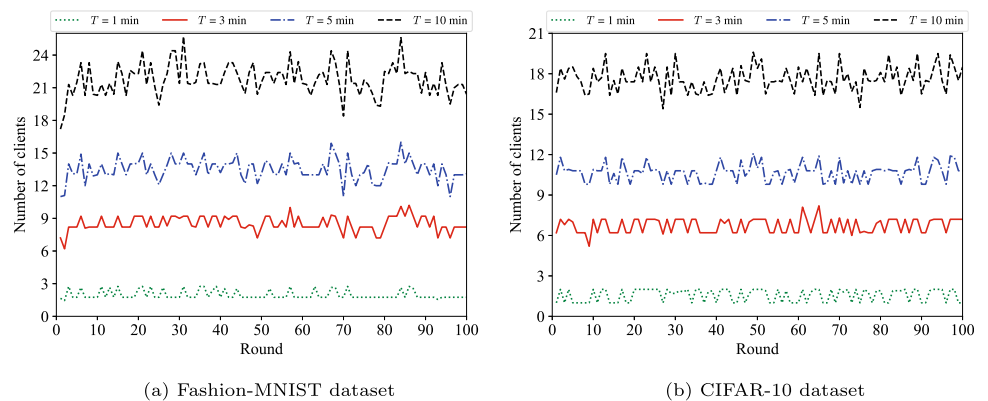 T = 1 min T = 3 min T = 5 min T = 10 min
24
21
18
15
12
9
6
3
0
Number of clients
0 10 20 30 40 50 60 70 80 90 100
Round
(a) Fashion-MNIST dataset
T = 1 min T = 3 min T = 5 min T = 10 min
21
18
15
12
9
6
3
0
Number of clients
0 10 20 30 40 50 60 70 80 90 100
Round
(b) CIFAR-10 dataset